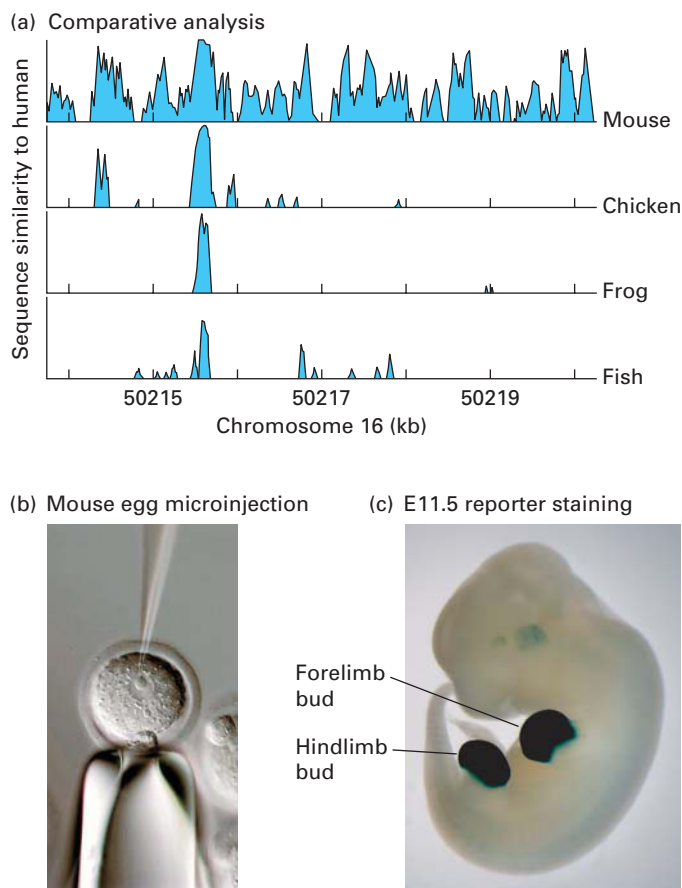 (a) Comparative analysis
Sequence similarity to human
Mouse
Chicken
Frog
Fish
50215 50217 50219
Chromosome 16 (kb)
(b) Mouse egg microinjection
(c) E11.5 reporter staining
Forelimb
bud
Hindlimb
bud